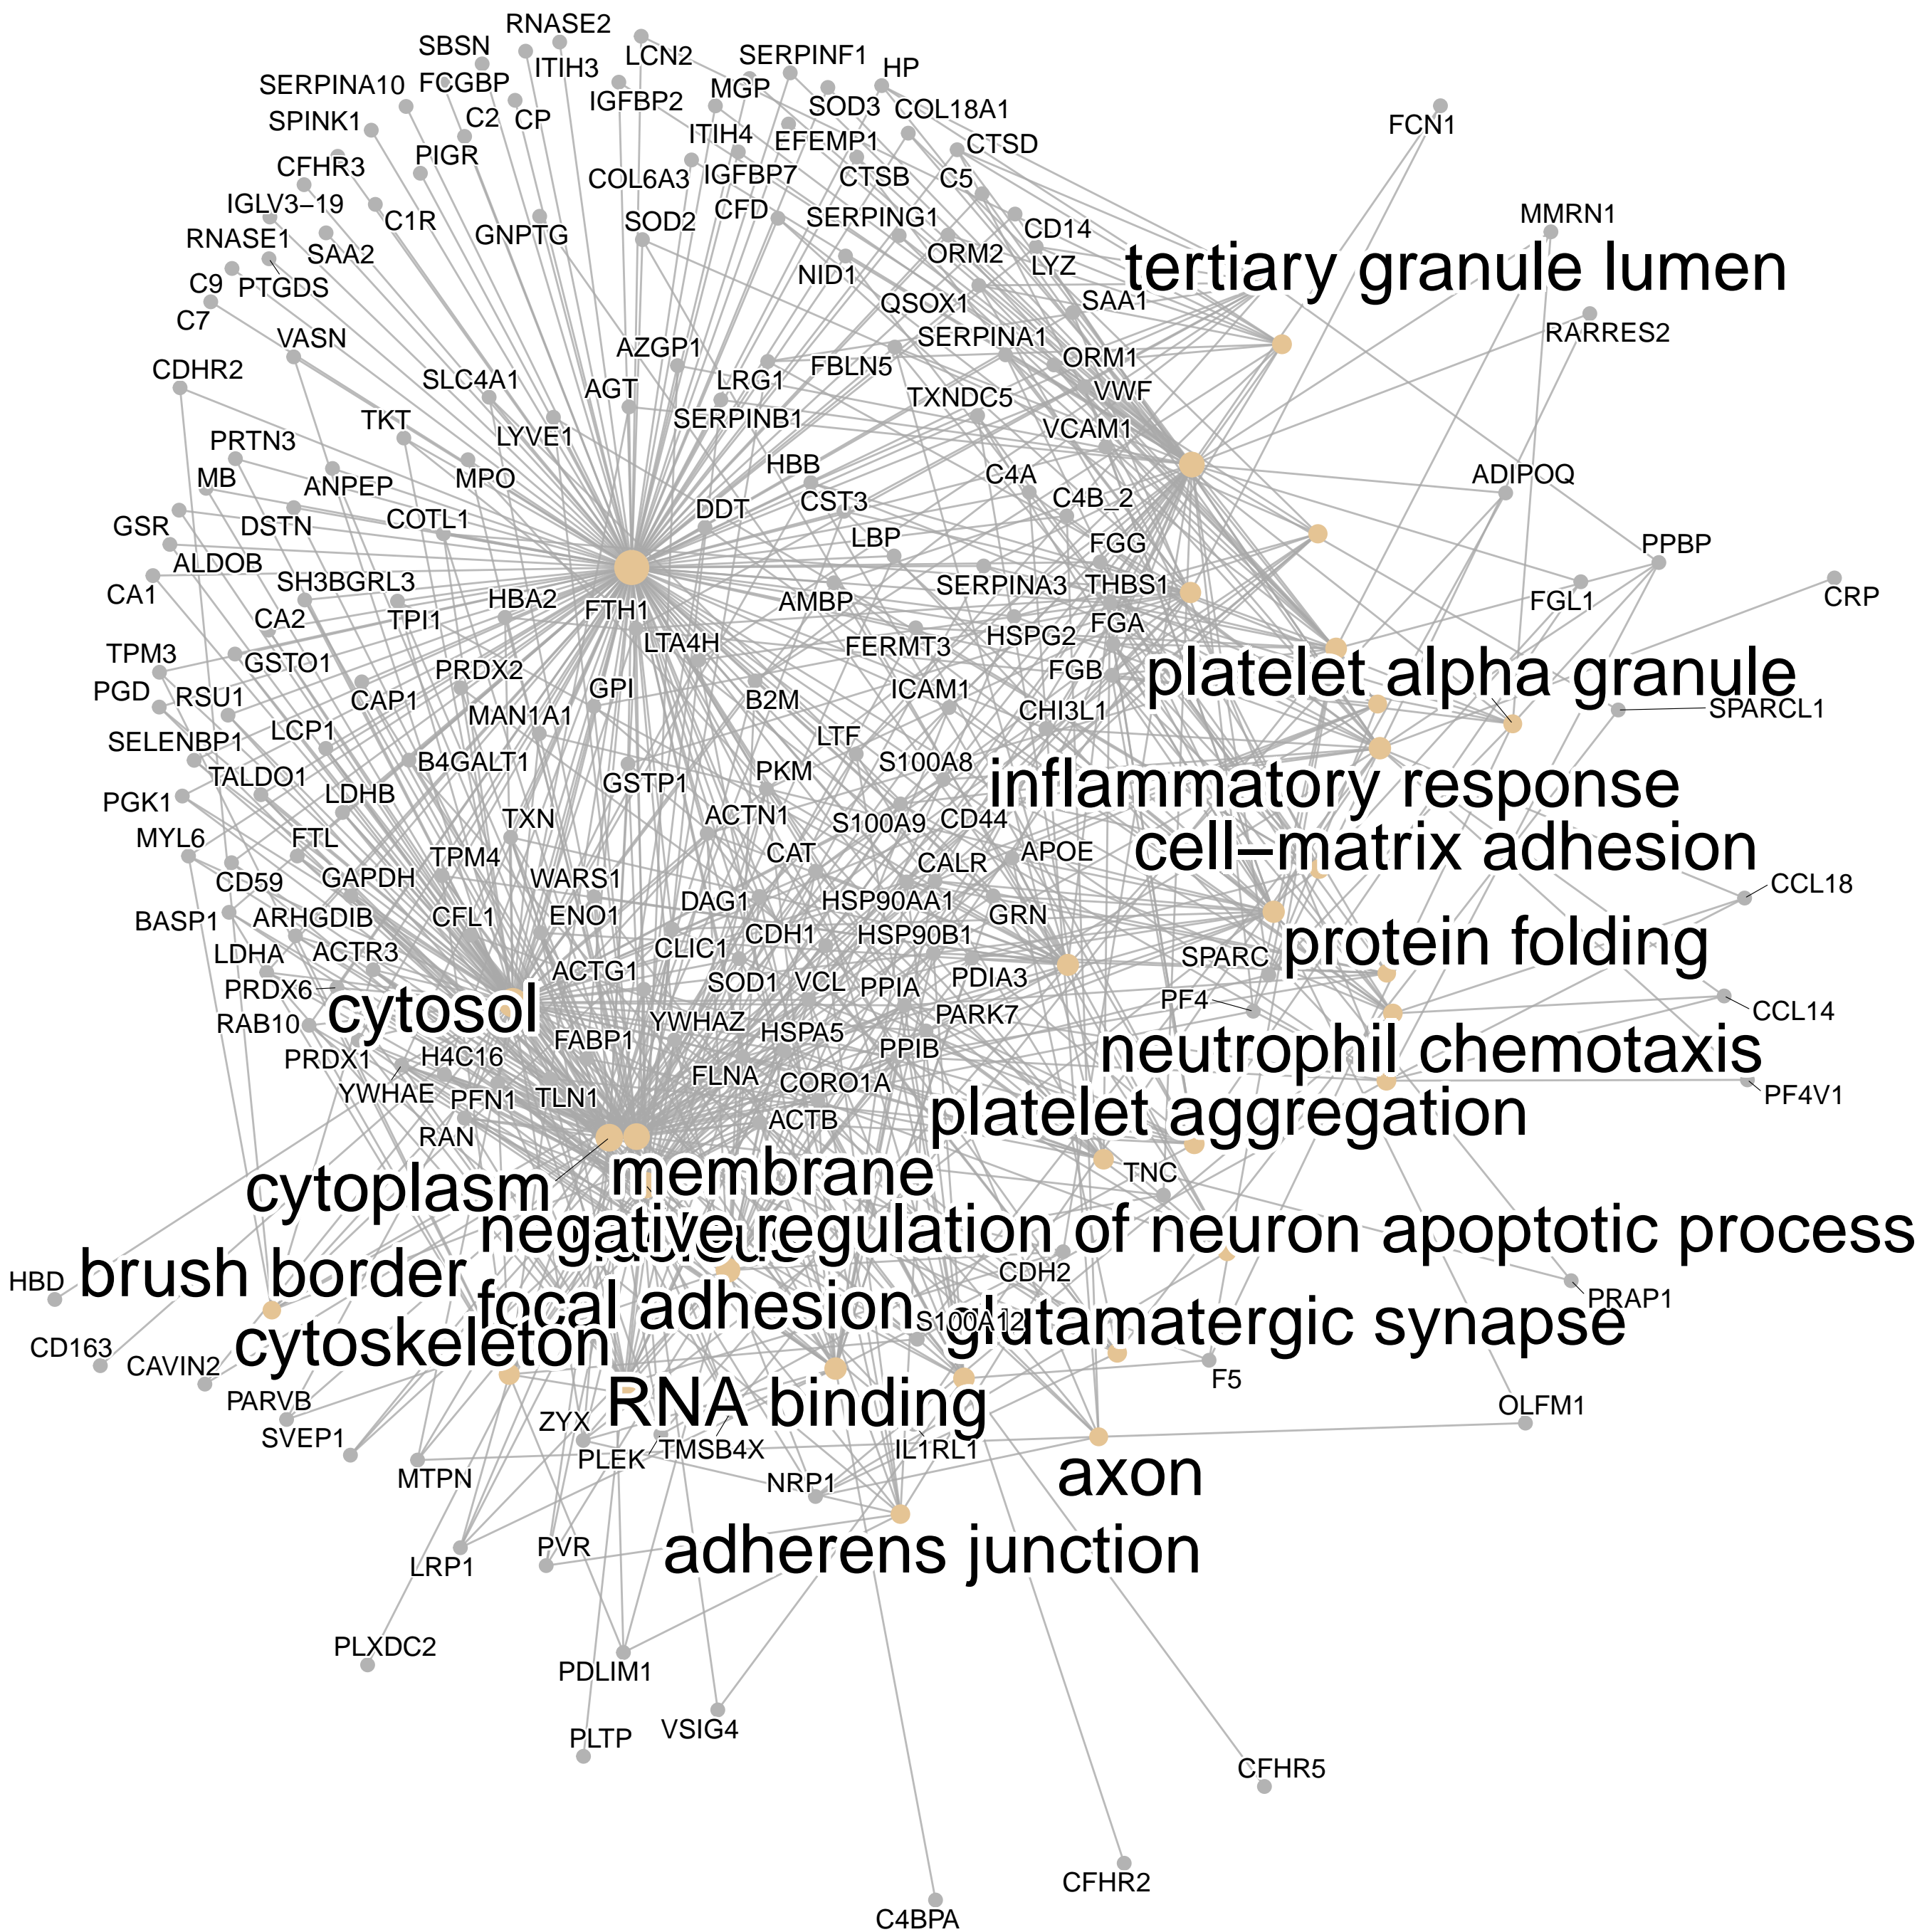 RNASE2
SBSN
LCN2
SERPINF1
HP
ITIH3
SERPINA10
FCGBP
MGP
IGFBP2
SOD3
COL18A1
SPINK1
C2
CP
FCN1
ITIH4
EFEMP1
CTSD
PIGR
CFHR3
COL6A3
IGFBP7
CTSB
C5
IGLV3−19
CFD
MMRN1
C1R
SERPING1
SOD2
CD14
RNASE1
SAA2
GNPTG
ORM2
LYZ
tertiary granule lumen
NID1
C9
PTGDS
QSOX1
SAA1
C7
RARRES2
VASN
SERPINA1
AZGP1
ORM1
FBLN5
CDHR2
SLC4A1
LRG1
AGT
VWF
TXNDC5
TKT
SERPINB1
LYVE1
VCAM1
PRTN3
HBB
MB
ANPEP
MPO
C4A
ADIPOQ
CST3
C4B_2
DDT
GSR
DSTN
COTL1
LBP
FGG
PPBP
ALDOB
SH3BGRL3
SERPINA3
THBS1
CA1
HBA2
FTH1
AMBP
FGL1
CRP
CA2
TPI1
FGA
HSPG2
LTA4H
FERMT3
TPM3
GSTO1
PRDX2
FGB
platelet alpha granule
PGD
RSU1
CAP1
GPI
B2M
ICAM1
MAN1A1
CHI3L1
SPARCL1
LCP1
SELENBP1
LTF
B4GALT1
S100A8
TALDO1
GSTP1
PKM
inflammatory response
PGK1
LDHB
TXN
ACTN1
S100A9
CD44
MYL6
FTL
cell−matrix adhesion
TPM4
CAT
CALR
APOE
GAPDH
WARS1
CD59
CCL18
DAG1
HSP90AA1
BASP1
ARHGDIB
CFL1
ENO1
GRN
CDH1
HSP90B1
protein folding
LDHA
ACTR3
CLIC1
SPARC
ACTG1
SOD1
VCL
PPIA
PDIA3
PRDX6
PF4
cytosol
PARK7
CCL14
RAB10
YWHAZ
HSPA5
FABP1
PPIB
PRDX1
H4C16
neutrophil chemotaxis
FLNA
CORO1A
YWHAE
PFN1
TLN1
PF4V1
ACTB
platelet aggregation
RAN
membrane
TNC
cytoplasm
negative regulation of neuron apoptotic process
CDH2
HBD
brush border
PRAP1
focal adhesion
S100A12
glutamatergic synapse
CD163
cytoskeleton
CAVIN2
F5
PARVB
RNA binding
OLFM1
ZYX
SVEP1
PLEK
TMSB4X
IL1RL1
MTPN
NRP1
axon
PVR
adherens junction
LRP1
PLXDC2
PDLIM1
PLTP
VSIG4
CFHR5
CFHR2
C4BPA